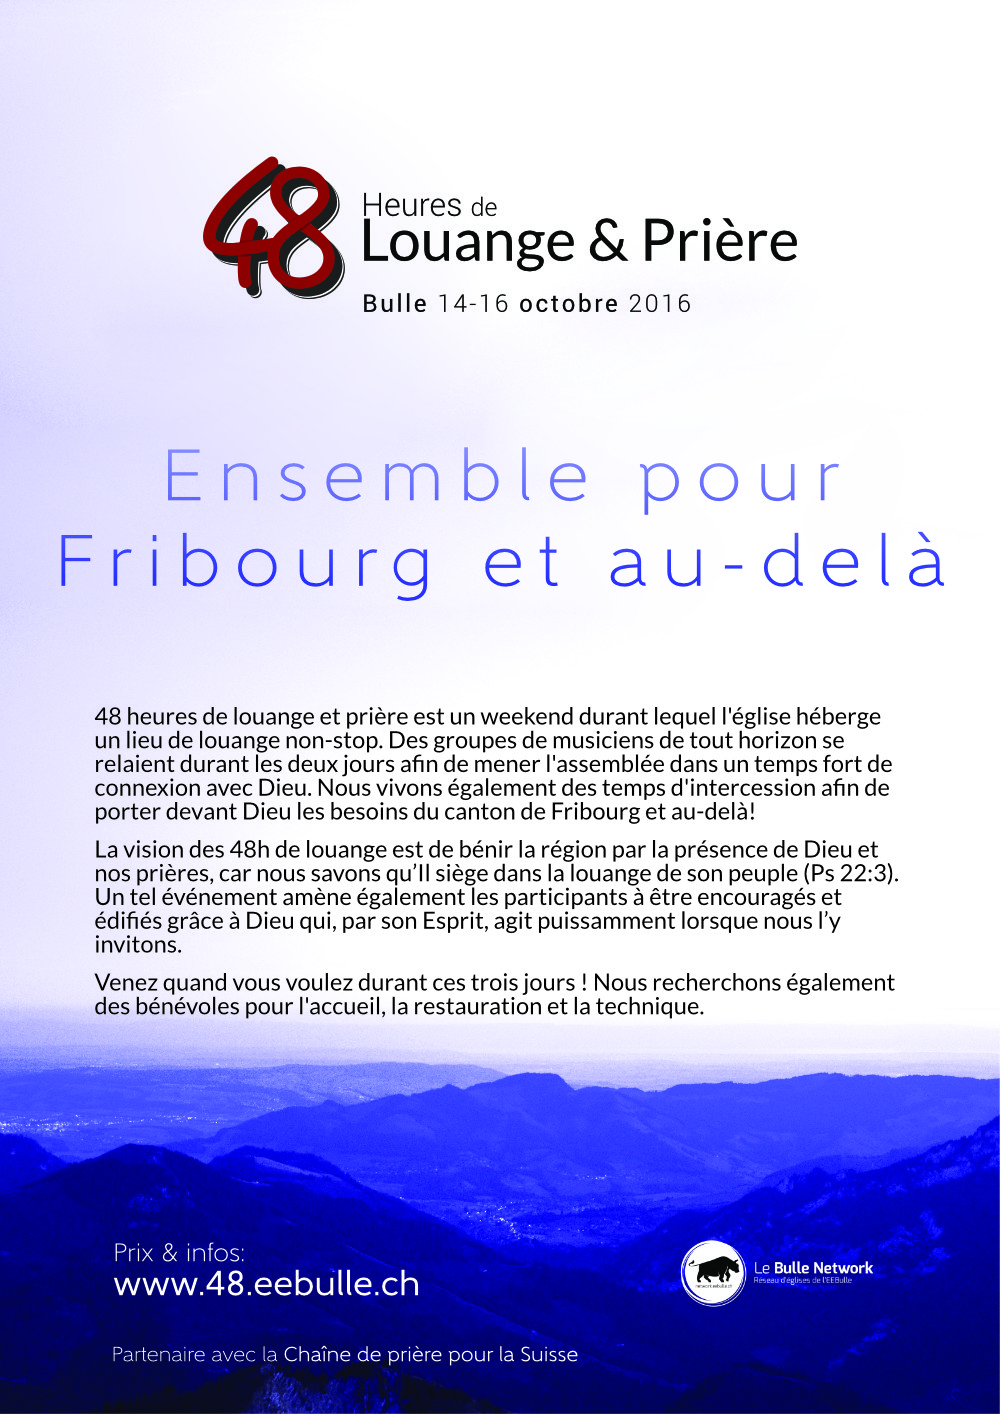 48
Heures de
Louange & Prière
Bulle 14-16 octobre 2016
Ensemble pour
Fribourg et au-delà
48 heures de louange et prière est un weekend durant lequel l'église héberge
un lieu de louange non-stop. Des groupes de musiciens de tout horizon se
relaient durant les deux jours afin de mener l'assemblée dans un temps fort de
connexion avec Dieu. Nous vivons également des temps d'intercession afin de
porter devant Dieu les besoins du canton de Fribourg et au-delà!
La vision des 48h de louange est de bénir la région par la présence de Dieu et
nos prières, car nous savons qu’Il siège dans la louange de son peuple (Ps 22:3).
Un tel événement amène également les participants à être encouragés et
édifiés grâce à Dieu qui, par son Esprit, agit puissamment lorsque nous l’y
invitons.
Venez quand vous voulez durant ces trois jours ! Nous recherchons également
des bénévoles pour l'accueil, la restauration et la technique.
Prix & infos:
www.48.eebulle.ch
network.eebulle.ch
Le Bulle Network
Réseau d'églises de l'EEBulle
Partenaire avec la Chaîne de prière pour la Suisse